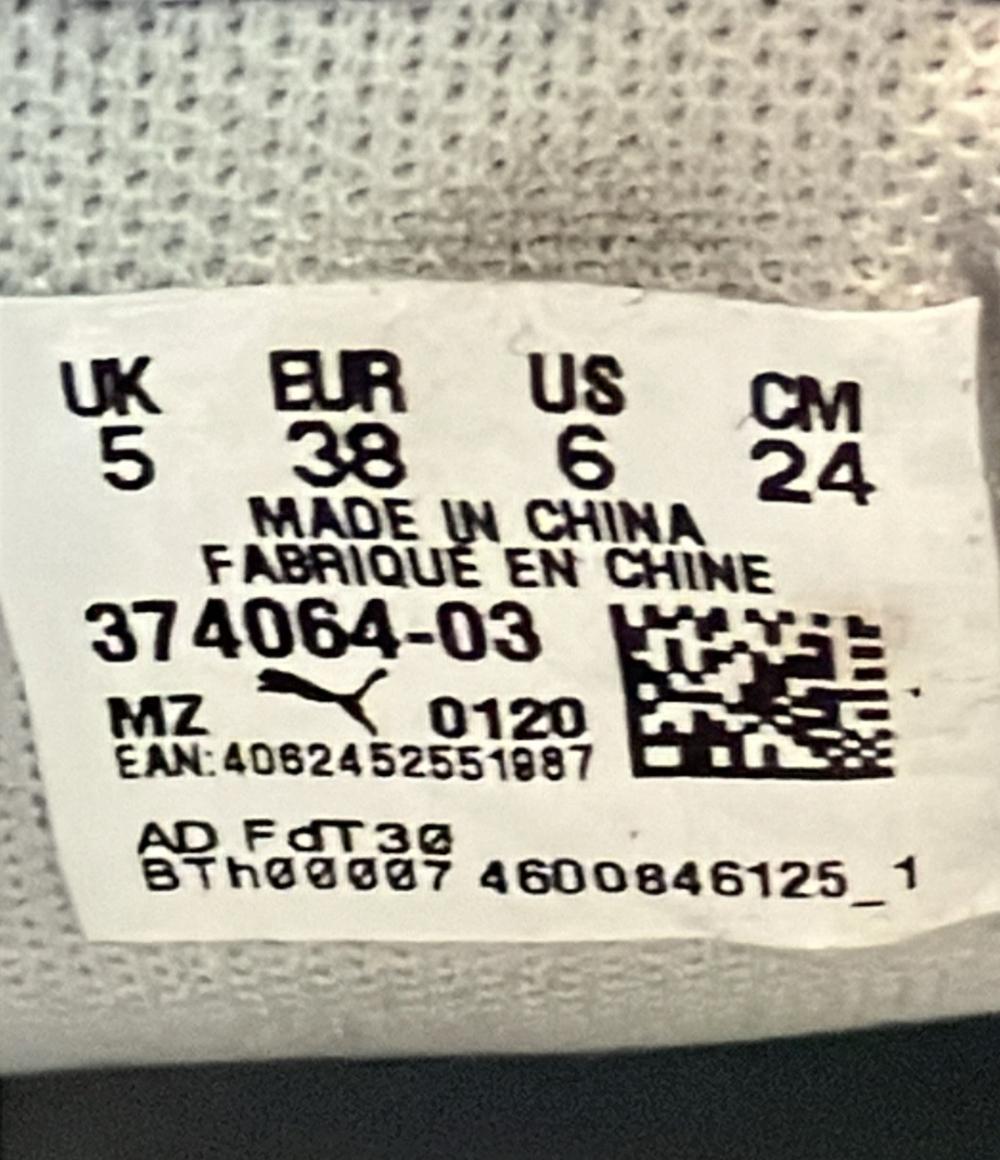 UK EUR US CM
5 38 6 24
MADE IN CHINA
FABRIQUÉ EN CHINE
374064-03
MZ 0120
EAN:4062452551987
AD FdT30
BTh00007 4600846125_1